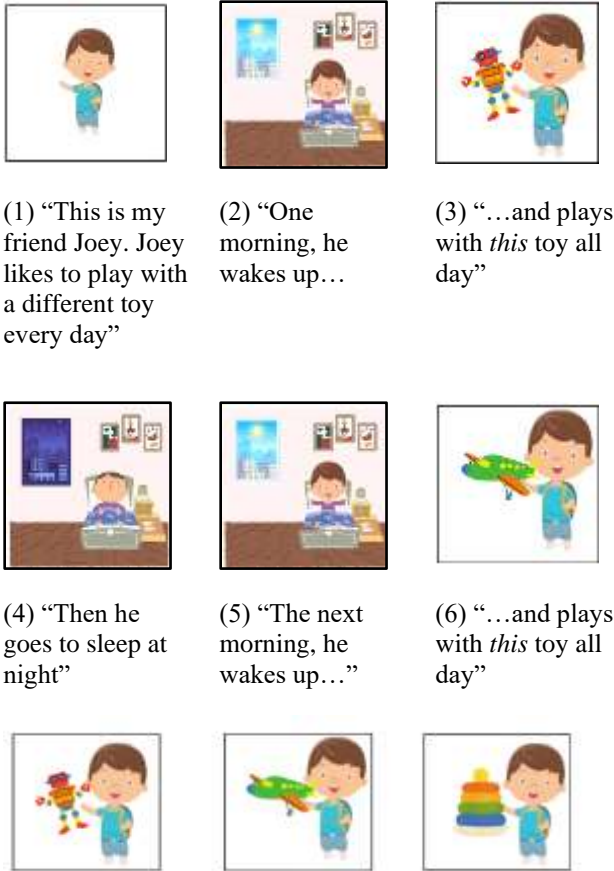 (1) “This is my
friend Joey. Joey
likes to play with
a different toy
every day”
(2) “One
morning, he
wakes up…
(3) “…and plays
with this toy all
day”
(4) “Then he
goes to sleep at
night”
(5) “The next
morning, he
wakes up…”
(6) “…and plays
with this toy all
day”